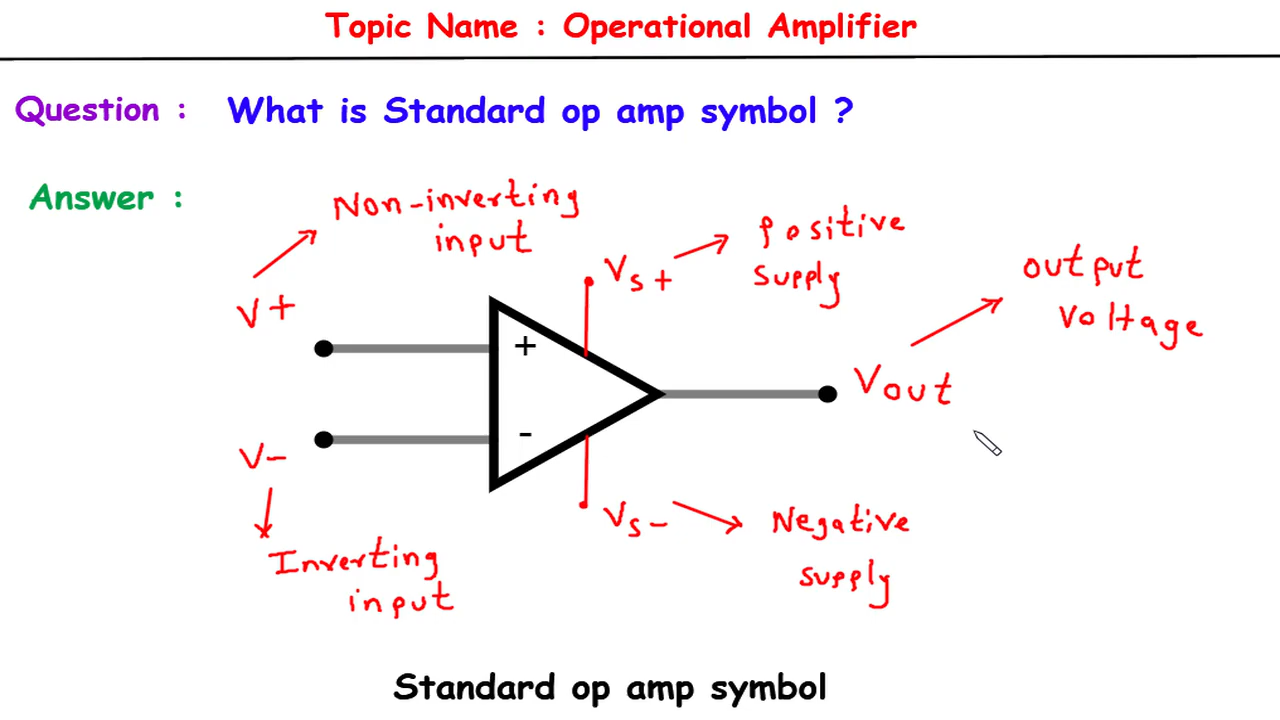 Topic Name : Operational Amplifier
Question : What is Standard op amp symbol ?
Answer :
Non-inverting
input
V+
Vs+
Positive
supply
output
voltage
+
-
Vout
V-
Inverting
input
Vs-
Negative
supply
Standard op amp symbol